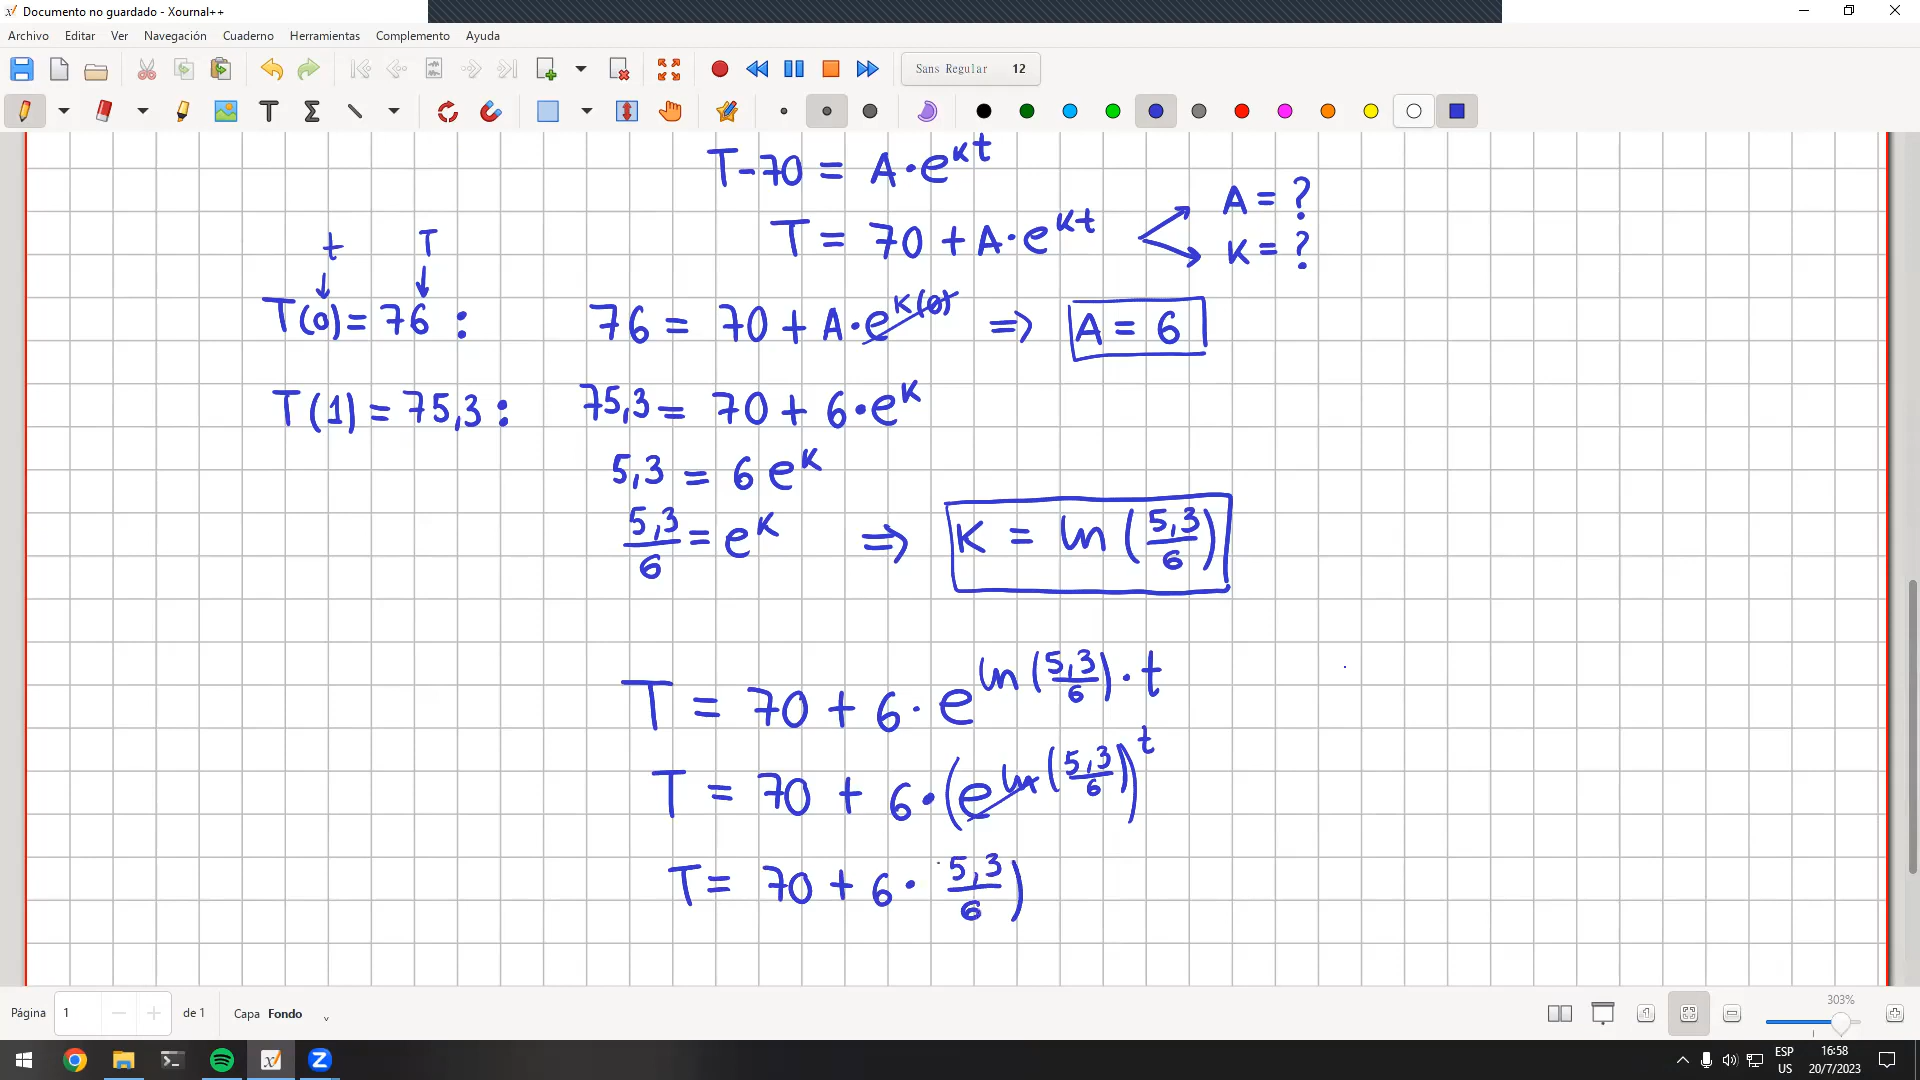 Documento no guardado - Xournal++
Archivo Editar Ver Navegación Cuaderno Herramientas Complemento Ayuda
Sans Regular 12
T-70 = A·e^{kt}
T = 70 + A·e^{kt}
A = ?
K = ?
t T
T(0) = 76 : 76 = 70 + A·e^{k(0)} => A = 6
T(1) = 75,3 : 75,3 = 70 + 6·e^{k}
5,3 = 6 e^{k}
5,3/6 = e^{k} => K = ln(5,3/6)
T = 70 + 6·e^{ln(5,3/6)·t}
T = 70 + 6·(e^{ln(5,3/6)})^{t}
T = 70 + 6· 5,3/6)
Página 1 de 1 Capa Fondo 303%
ESP 16:58
US 20/7/2023